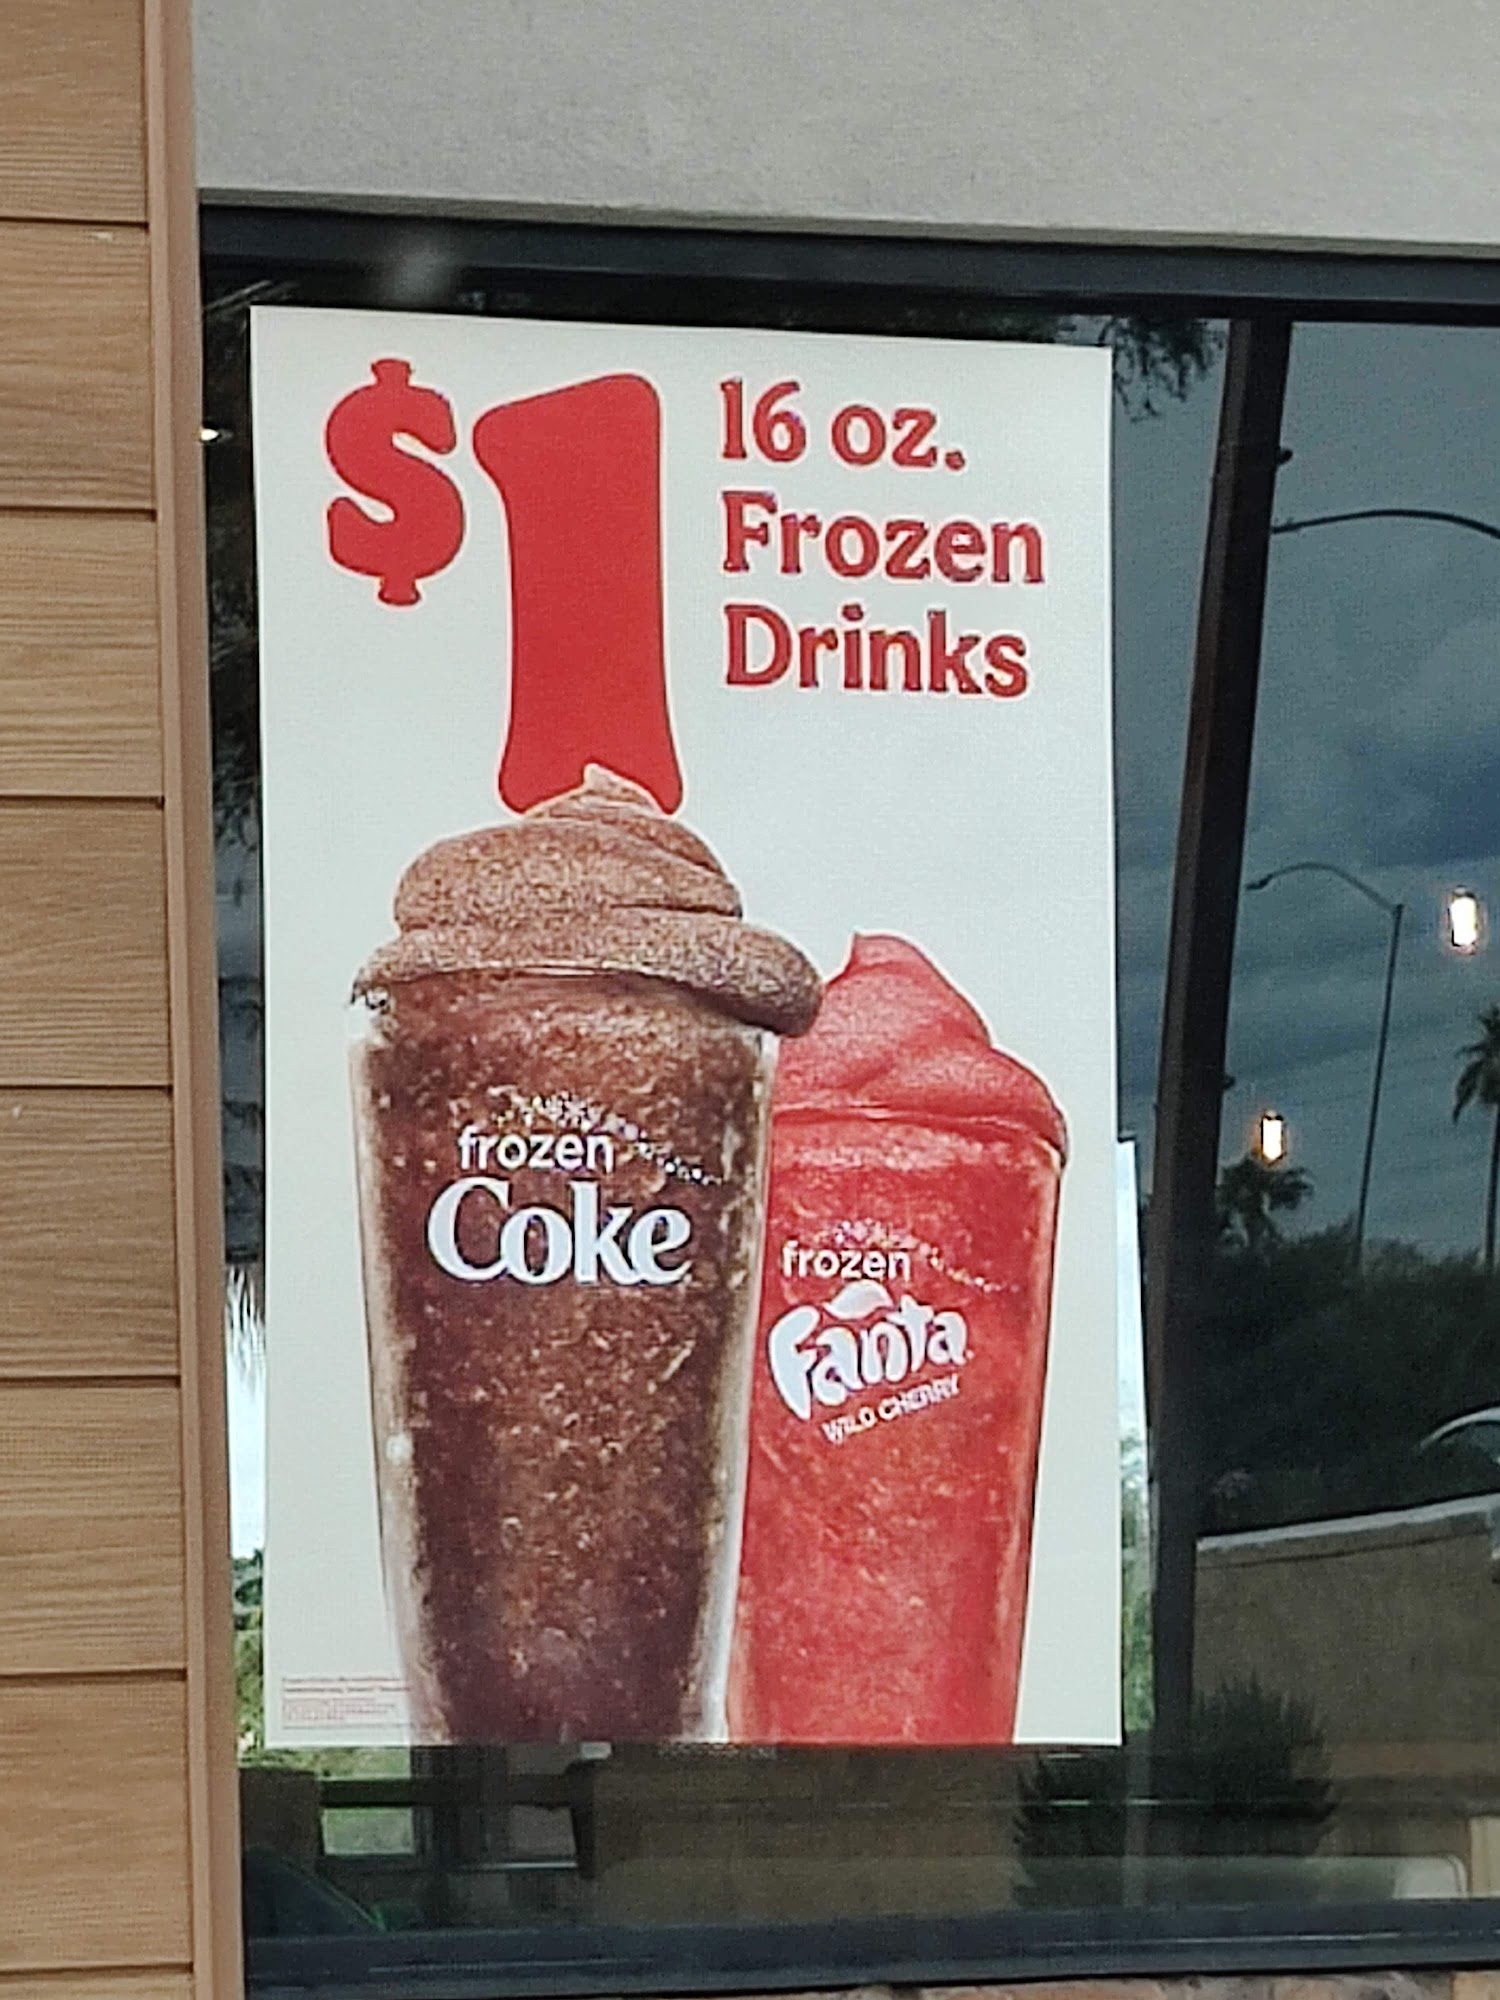 $1
16 oz.
Frozen
Drinks
frozen
Coke
frozen
Fanta
WILD CHERRY